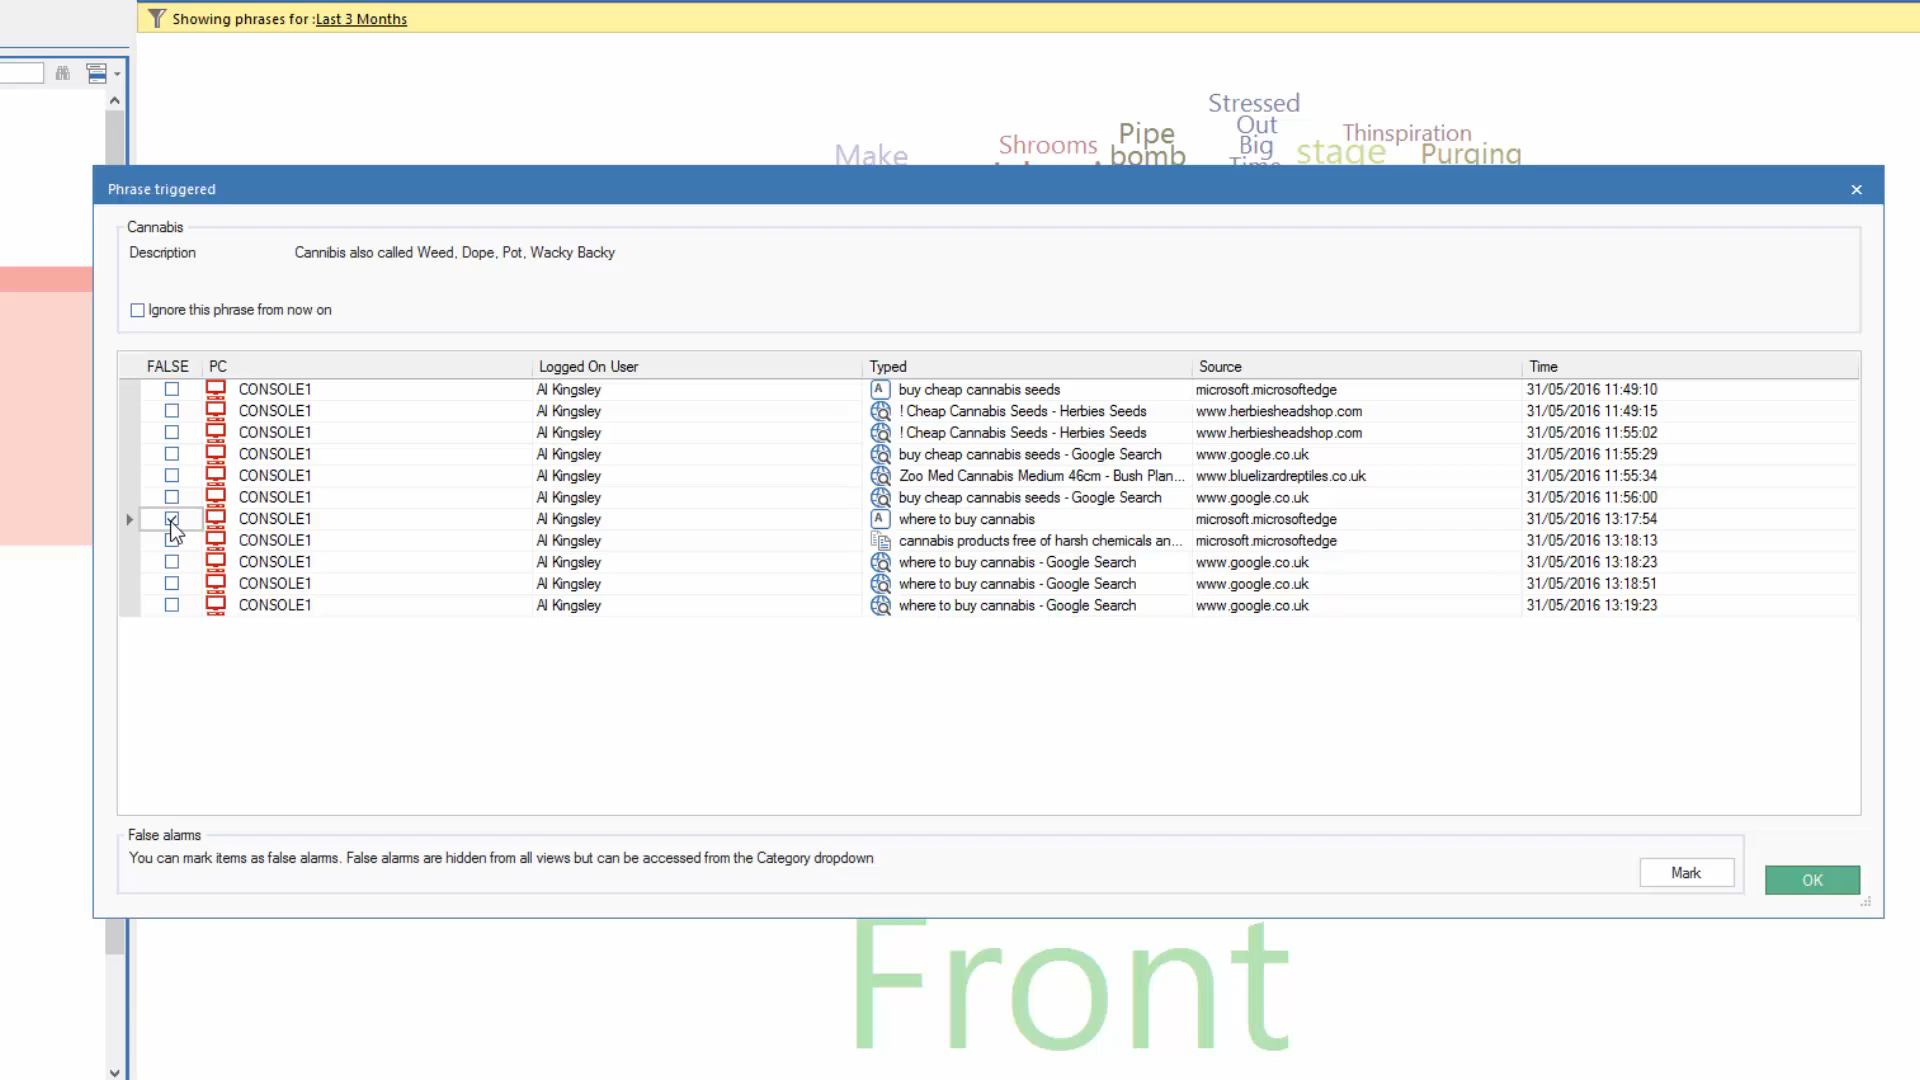 Showing phrases for :Last 3 Months
Stressed
Out
Big
Time
Make
Shrooms
Pipe
bomb
stage
Thinspiration
Purging
Phrase triggered
Cannabis
Description Cannibis also called Weed, Dope, Pot, Wacky Backy
Ignore this phrase from now on
FALSE PC Logged On User Typed Source Time
CONSOLE1 Al Kingsley A buy cheap cannabis seeds microsoft.microsoftedge 31/05/2016 11:49:10
CONSOLE1 Al Kingsley ! Cheap Cannabis Seeds - Herbies Seeds www.herbiesheadshop.com 31/05/2016 11:49:15
CONSOLE1 Al Kingsley ! Cheap Cannabis Seeds - Herbies Seeds www.herbiesheadshop.com 31/05/2016 11:55:02
CONSOLE1 Al Kingsley buy cheap cannabis seeds - Google Search www.google.co.uk 31/05/2016 11:55:29
CONSOLE1 Al Kingsley Zoo Med Cannabis Medium 46cm - Bush Plan... www.bluelizardreptiles.co.uk 31/05/2016 11:55:34
CONSOLE1 Al Kingsley buy cheap cannabis seeds - Google Search www.google.co.uk 31/05/2016 11:56:00
CONSOLE1 Al Kingsley A where to buy cannabis microsoft.microsoftedge 31/05/2016 13:17:54
CONSOLE1 Al Kingsley cannabis products free of harsh chemicals an... microsoft.microsoftedge 31/05/2016 13:18:13
CONSOLE1 Al Kingsley where to buy cannabis - Google Search www.google.co.uk 31/05/2016 13:18:23
CONSOLE1 Al Kingsley where to buy cannabis - Google Search www.google.co.uk 31/05/2016 13:18:51
CONSOLE1 Al Kingsley where to buy cannabis - Google Search www.google.co.uk 31/05/2016 13:19:23
False alarms
You can mark items as false alarms. False alarms are hidden from all views but can be accessed from the Category dropdown
Mark
OK
Front